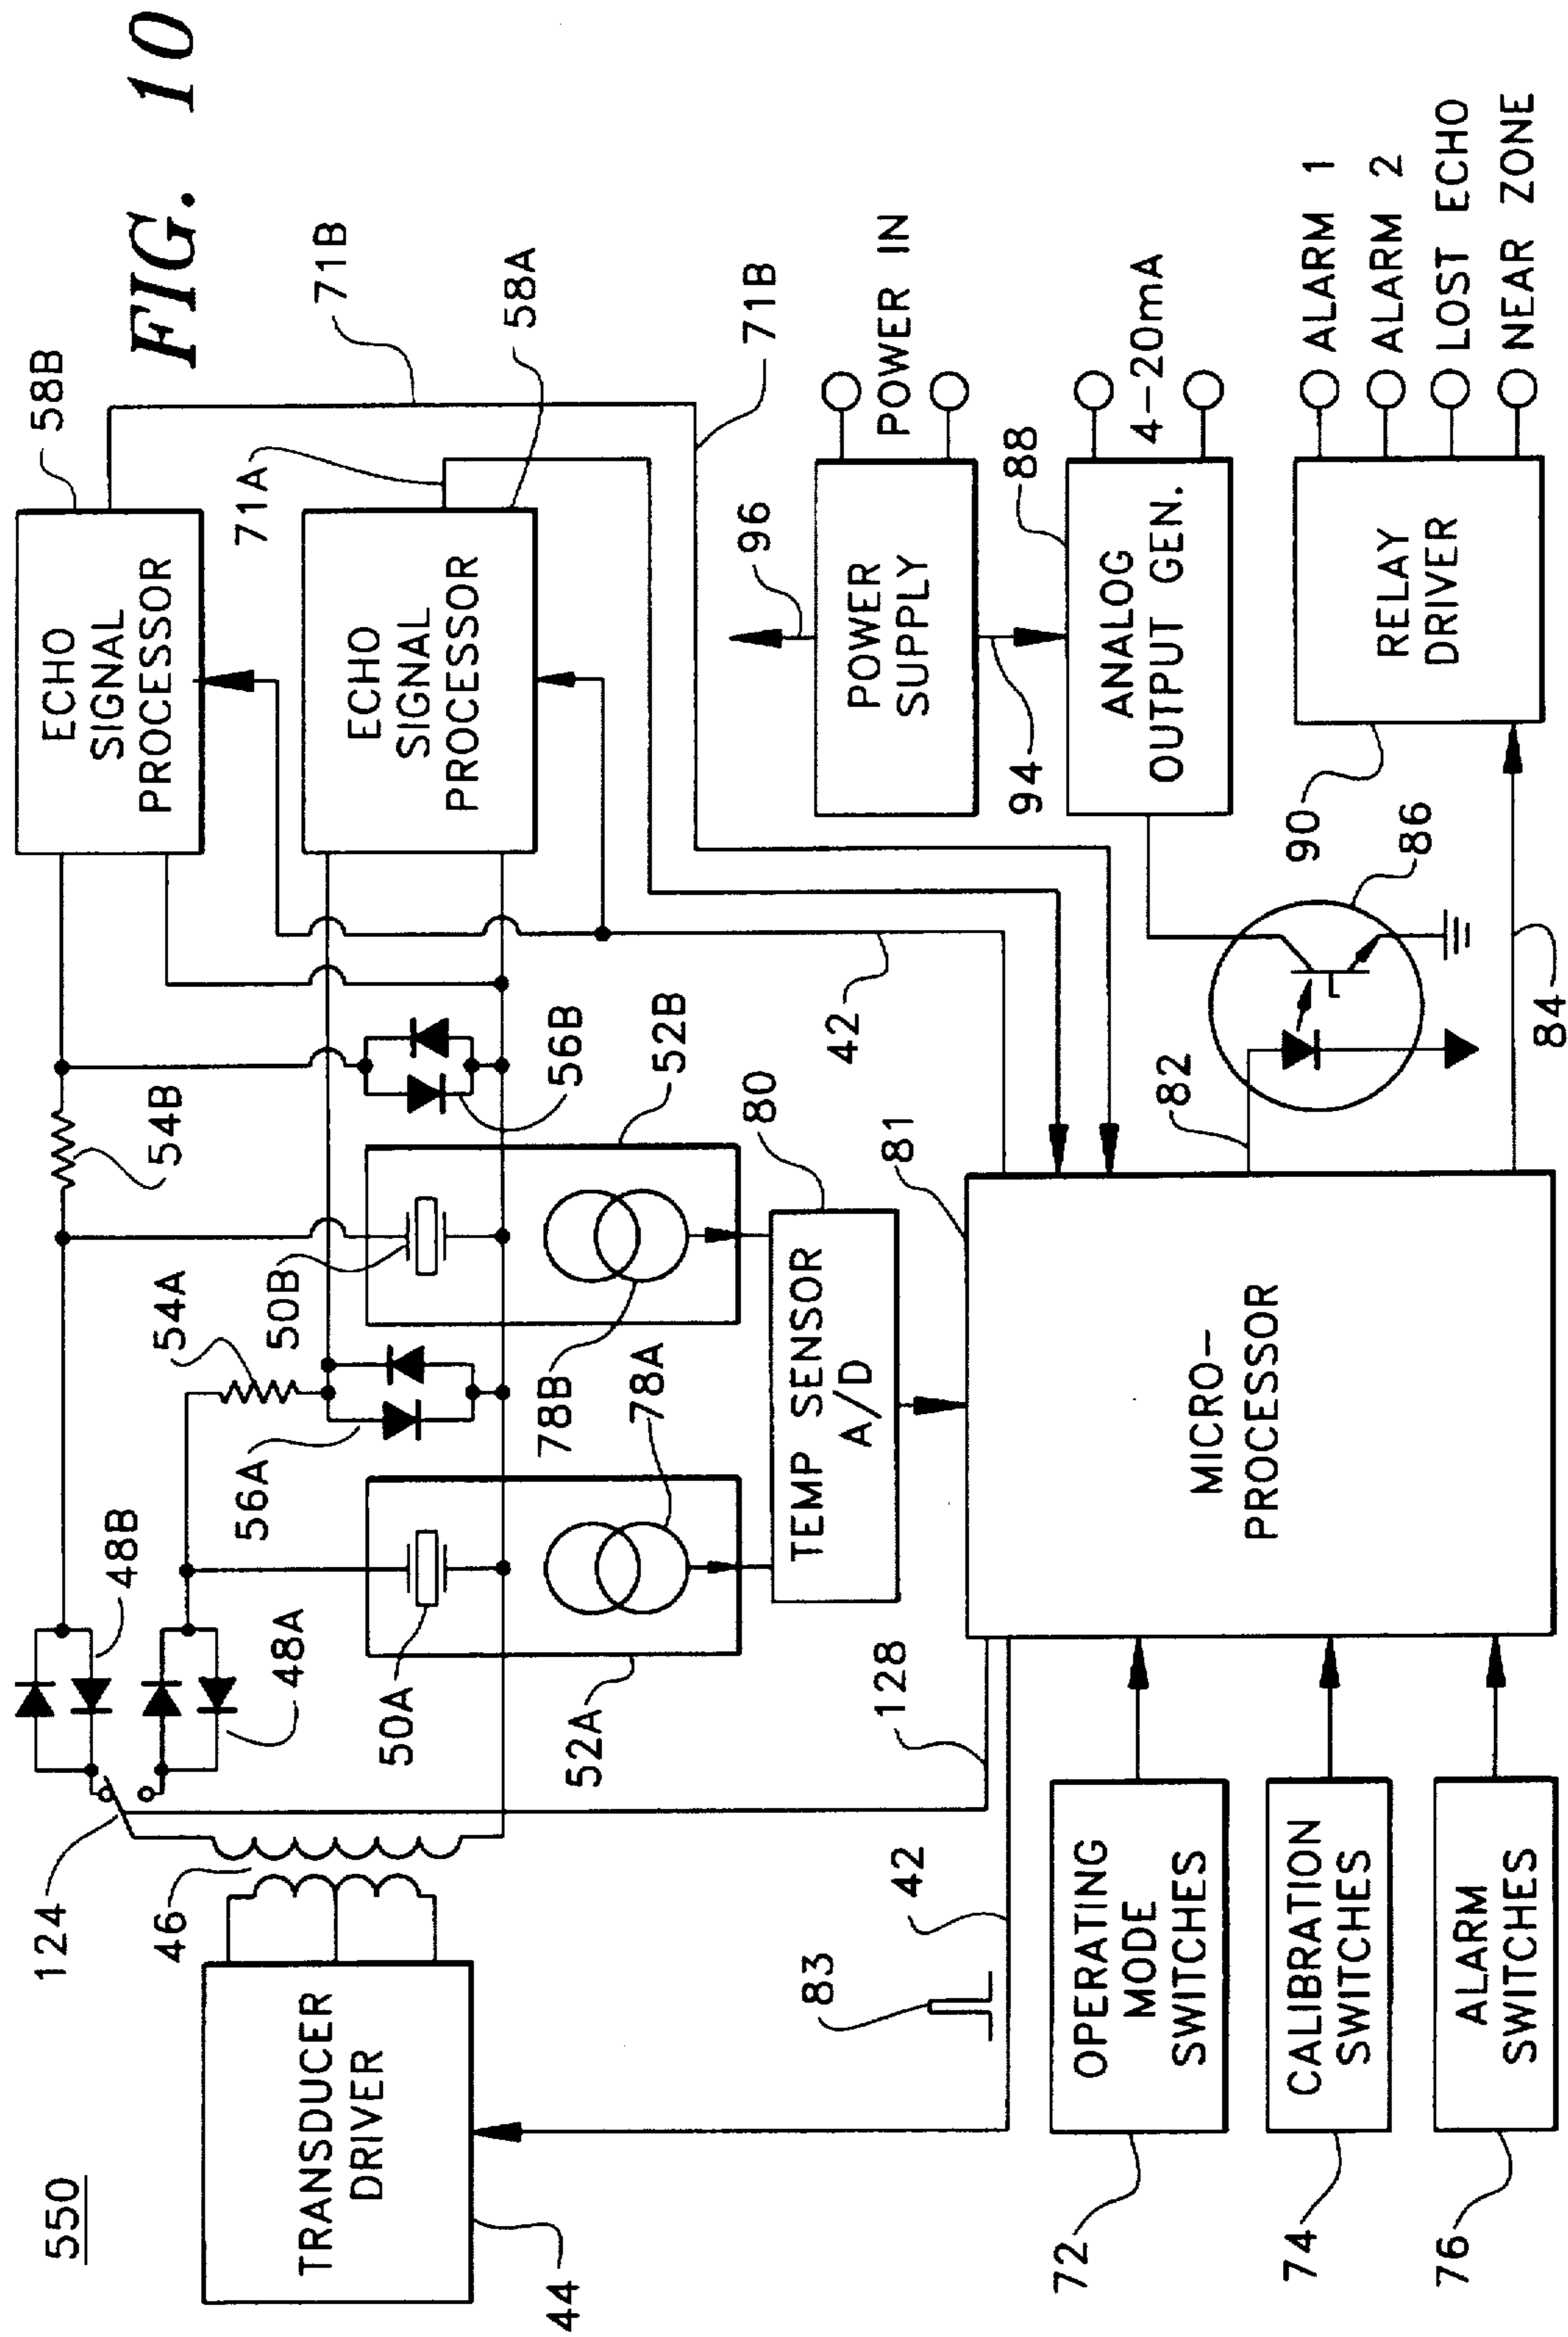 FIG. 10
550
TRANSDUCER
DRIVER
44
46
124
48B
48A
50A
52A
56A
54A
50B
54B
56B
52B
78B
78A
ECHO
SIGNAL
PROCESSOR
58B
ECHO
SIGNAL
PROCESSOR
58A
71A
71B
71B
42
TEMP SENSOR
A/D
80
81
MICRO-
PROCESSOR
128
42
83
OPERATING
MODE
SWITCHES
72
CALIBRATION
SWITCHES
74
ALARM
SWITCHES
76
82
84
86
POWER
SUPPLY
96
94
POWER IN
ANALOG
OUTPUT GEN.
88
4-20mA
RELAY
DRIVER
90
ALARM 1
ALARM 2
LOST ECHO
NEAR ZONE